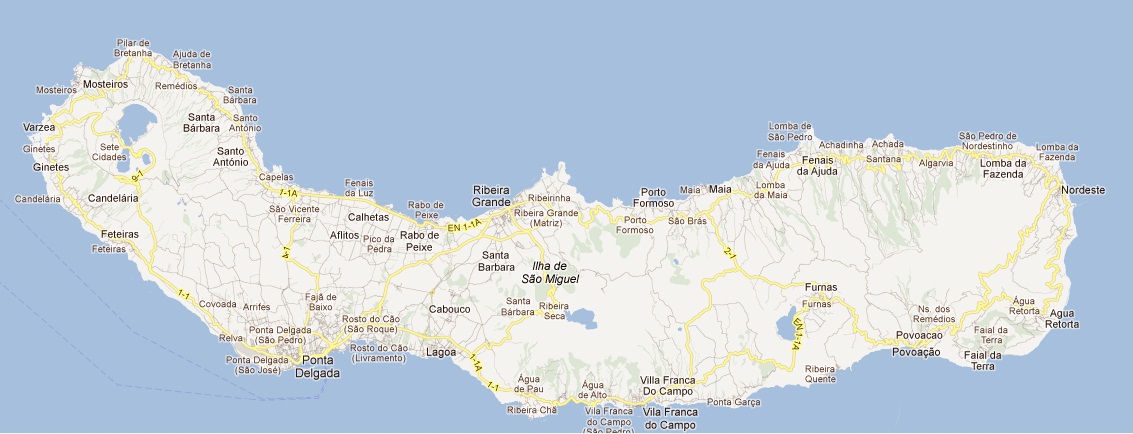 Pilar de
Bretanha
Ajuda de
Bretanha
Mosteiros
Mosteiros
Remédios
Santa
Bárbara
Varzea
Ginetes
Ginetes
Sete
Cidades
9-1
Santa
Bárbara
Santo
António
Santo
António
Candelária
Candelária
Capelas
7-1A
Fenais
da Luz
São Vicente
Ferreira
Calhetas
Rabo de
Peixe
Feteiras
Feteiras
4-1
Aflitos
Pico da
Pedra
Rabo de
Peixe
EN 1-1A
Ribeira
Grande
Ribeirinha
Ribeira Grande
(Matriz)
Santa
Barbara
Ilha de
São Miguel
Porto
Formoso
Porto
Formoso
Maia
Maia
São Brás
Lomba
da Maia
Lomba de
São Pedro
Fenais
da Ajuda
Fenais
da Ajuda
Achadinha
Achada
Santana
Algarvia
São Pedro de
Nordestinho
Lomba da
Fazenda
Lomba da
Fazenda
Nordeste
2-1
1-1
Covoada
Arrifes
Fajã de
Baixo
Relva
Ponta Delgada
(São Pedro)
Ponta Delgada
(São José)
Ponta
Delgada
Rosto do Cão
(São Roque)
Rosto do Cão
(Livramento)
Cabouco
Lagoa
Santa
Bárbara
Ribeira
Seca
1-1A
1-1
Água
de Pau
Ribeira Chã
Água
de Alto
Vila Franca
do Campo
(São Pedro)
Villa Franca
Do Campo
Vila Franca
do Campo
Ponta Garça
Furnas
Furnas
EN 1-1A
Ribeira
Quente
Ns. dos
Remédios
Povoacao
Povoação
Faial da
Terra
Faial da
Terra
Água
Retorta
Agua
Retorta